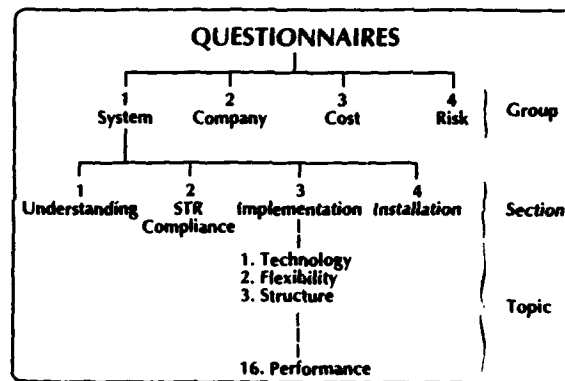 QUESTIONNAIRES
1 2 3 4
System Company Cost Risk Group
1 2 3 4
Understanding STR Implementation Installation Section
Compliance
1. Technology
2. Flexibility
3. Structure
Topic
16. Performance